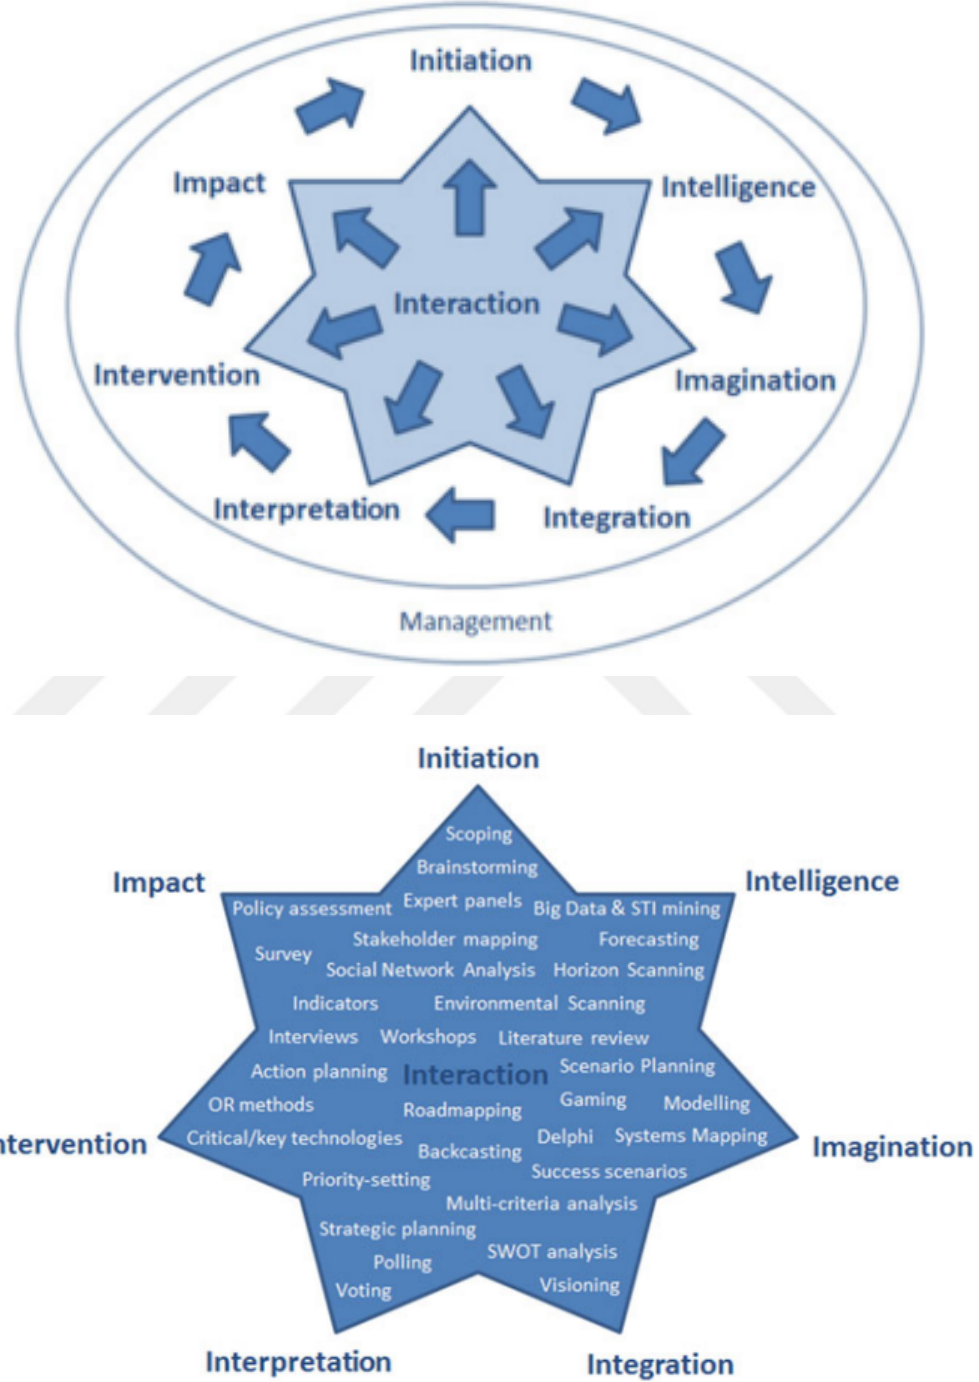 Initiation
Impact
Intelligence
Interaction
Intervention
Imagination
Interpretation
Integration
Management
Initiation
Impact
Intelligence
Scoping
Brainstorming
Policy assessment
Expert panels
Big Data & STI mining
Survey
Stakeholder mapping
Forecasting
Social Network Analysis
Horizon Scanning
Indicators
Environmental Scanning
Interviews
Workshops
Literature review
Action planning
Interaction
Scenario Planning
OR methods
Roadmapping
Gaming
Modelling
Critical/key technologies
Backcasting
Delphi
Systems Mapping
ntervention
Imagination
Priority-setting
Success scenarios
Multi-criteria analysis
Strategic planning
SWOT analysis
Polling
Voting
Visioning
Interpretation
Integration